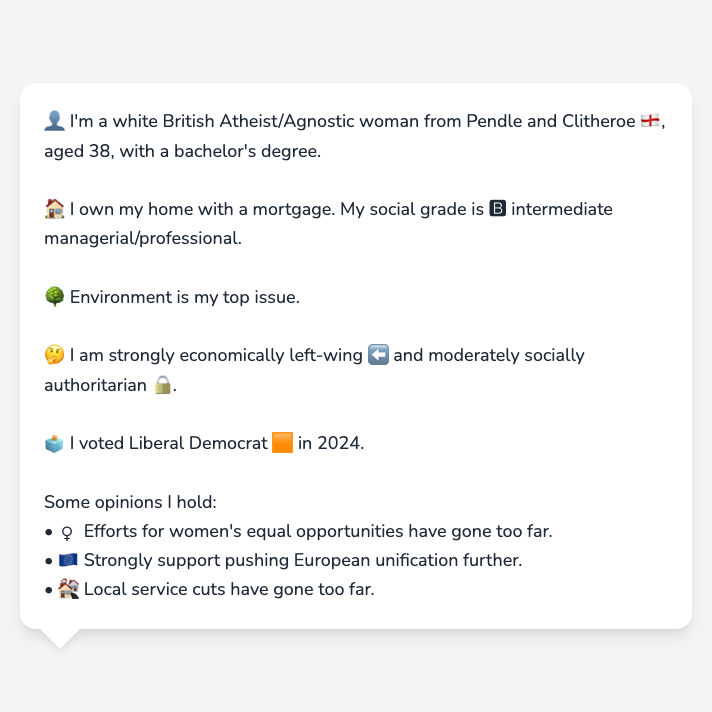 👤 I'm a white British Atheist/Agnostic woman from Pendle and Clitheroe 🏴󠁧󠁢󠁥󠁮󠁧󠁿,
aged 38, with a bachelor's degree.
🏠 I own my home with a mortgage. My social grade is 🅱 intermediate
managerial/professional.
🌳 Environment is my top issue.
🤔 I am strongly economically left-wing ⬅️ and moderately socially
authoritarian 🔒.
🗳️ I voted Liberal Democrat 🟧 in 2024.
Some opinions I hold:
• ♀ Efforts for women's equal opportunities have gone too far.
• 🇪🇺 Strongly support pushing European unification further.
• 🏘️ Local service cuts have gone too far.